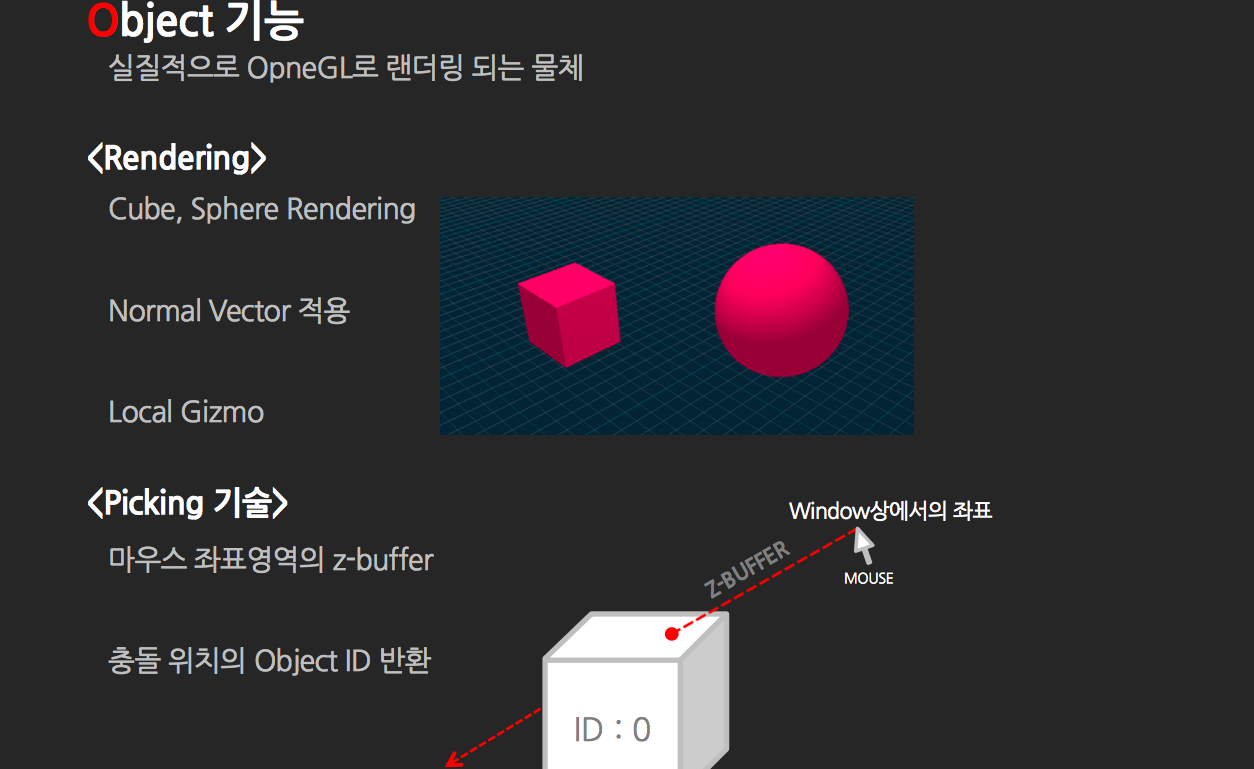 Object 기능
실질적으로 OpneGL로 랜더링 되는 물체
<Rendering>
Cube, Sphere Rendering
Normal Vector 적용
Local Gizmo
<Picking 기술>
Window상에서의 좌표
마우스 좌표영역의 z-buffer
Z-BUFFER
MOUSE
충돌 위치의 Object ID 반환
ID : 0